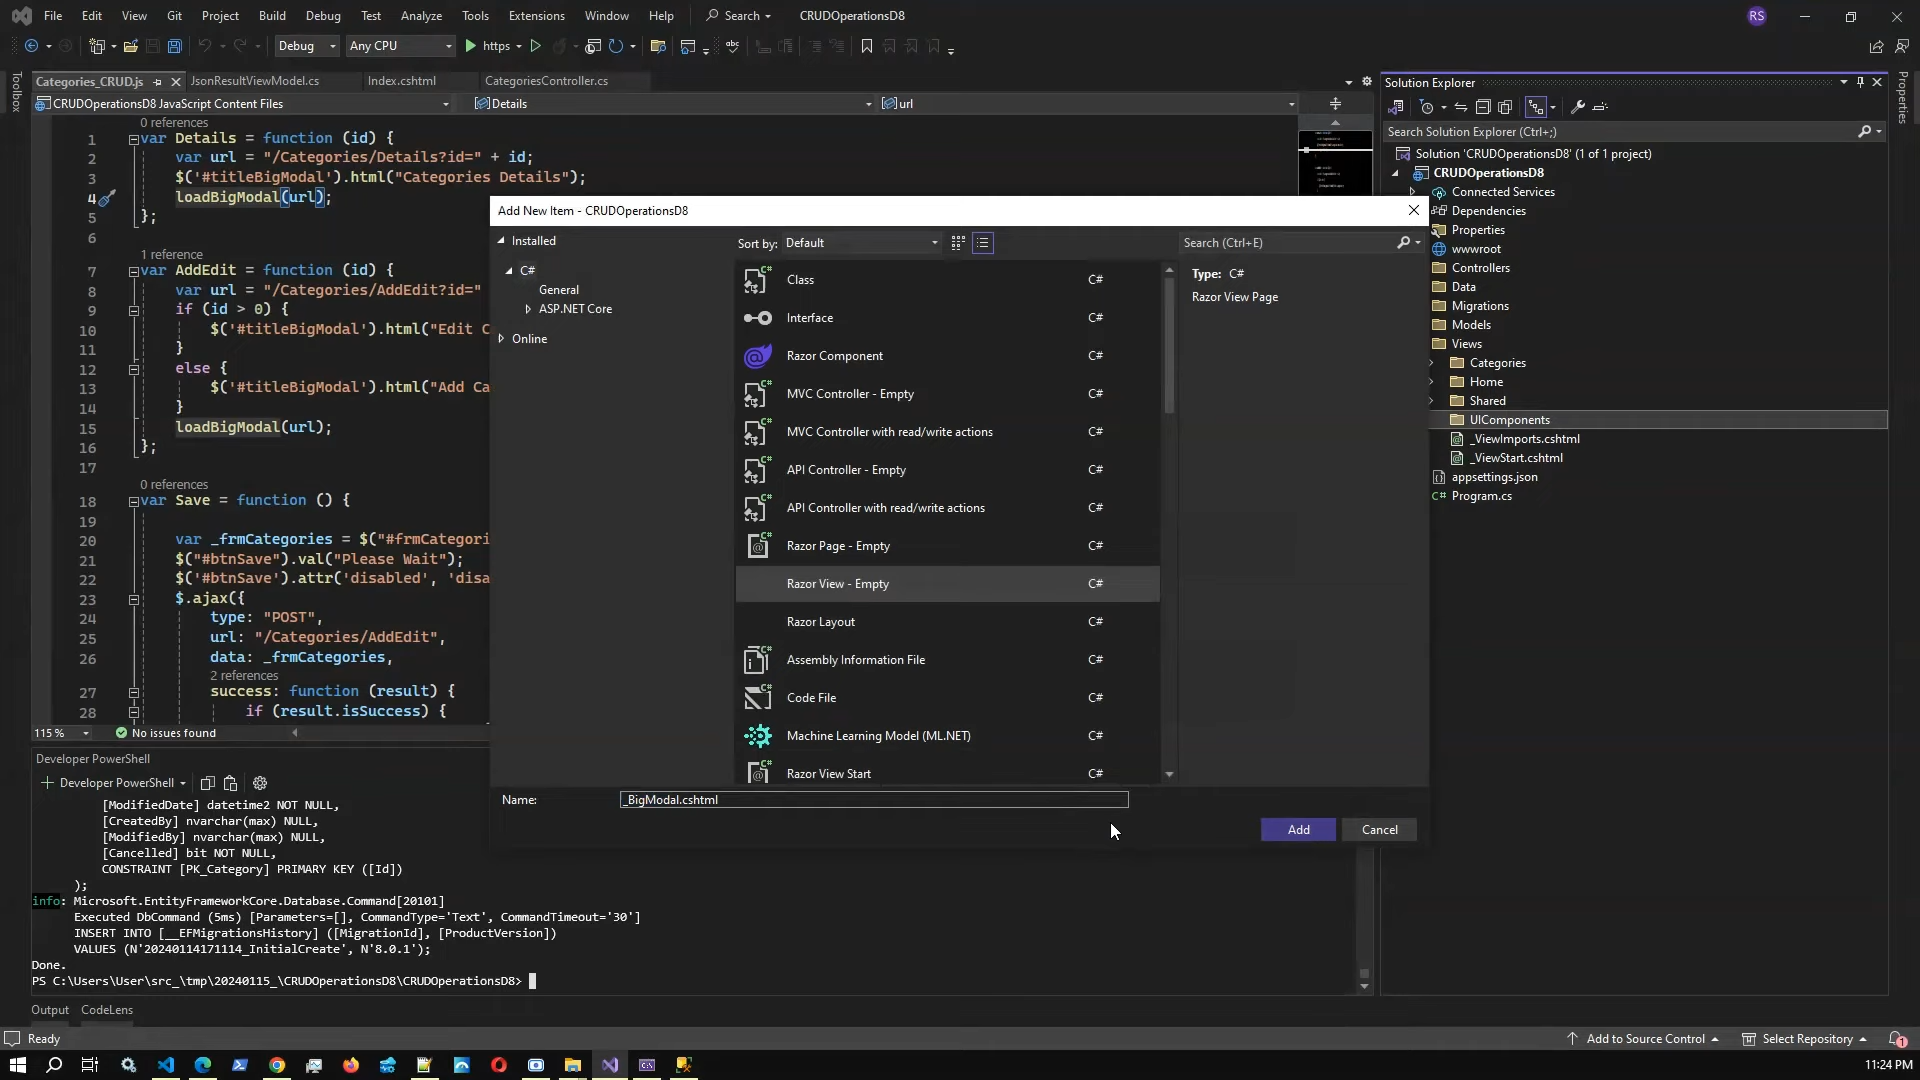 File Edit View Git Project Build Debug Test Analyze Tools Extensions Window Help Search CRUDOperationsD8 RS
Debug Any CPU https
Toolbox
Categories_CRUD.js JsonResultViewModel.cs Index.cshtml CategoriesController.cs
CRUDOperationsD8 JavaScript Content Files Details url
0 references
1 var Details = function (id) {
2 var url = "/Categories/Details?id=" + id;
3 $('#titleBigModal').html("Categories Details");
4 loadBigModal(url);
5 };
6
1 reference
7 var AddEdit = function (id) {
8 var url = "/Categories/AddEdit?id="
9 if (id > 0) {
10 $('#titleBigModal').html("Edit C
11 }
12 else {
13 $('#titleBigModal').html("Add Ca
14 }
15 loadBigModal(url);
16 };
17
0 references
18 var Save = function () {
19
20 var _frmCategories = $("#frmCategori
21 $("#btnSave").val("Please Wait");
22 $('#btnSave').attr('disabled', 'disa
23 $.ajax({
24 type: "POST",
25 url: "/Categories/AddEdit",
26 data: _frmCategories,
2 references
27 success: function (result) {
28 if (result.isSuccess) {
115 % No issues found
Add New Item - CRUDOperationsD8
Installed
C#
General
ASP.NET Core
Online
Sort by: Default
Search (Ctrl+E)
Class C#
Interface C#
Razor Component C#
MVC Controller - Empty C#
MVC Controller with read/write actions C#
API Controller - Empty C#
API Controller with read/write actions C#
Razor Page - Empty C#
Razor View - Empty C#
Razor Layout C#
Assembly Information File C#
Code File C#
Machine Learning Model (ML.NET) C#
Razor View Start C#
Type: C#
Razor View Page
Name: _BigModal.cshtml
Add Cancel
Solution Explorer
Search Solution Explorer (Ctrl+;)
Solution 'CRUDOperationsD8' (1 of 1 project)
CRUDOperationsD8
Connected Services
Dependencies
Properties
wwwroot
Controllers
Data
Migrations
Models
Views
Categories
Home
Shared
UIComponents
_ViewImports.cshtml
_ViewStart.cshtml
appsettings.json
C# Program.cs
Properties
Developer PowerShell
Developer PowerShell
[ModifiedDate] datetime2 NOT NULL,
[CreatedBy] nvarchar(max) NULL,
[ModifiedBy] nvarchar(max) NULL,
[Cancelled] bit NOT NULL,
CONSTRAINT [PK_Category] PRIMARY KEY ([Id])
);
info: Microsoft.EntityFrameworkCore.Database.Command[20101]
Executed DbCommand (5ms) [Parameters=[], CommandType='Text', CommandTimeout='30']
INSERT INTO [__EFMigrationsHistory] ([MigrationId], [ProductVersion])
VALUES (N'20240114171114_InitialCreate', N'8.0.1');
Done.
PS C:\Users\User\src_\tmp\20240115_\CRUDOperationsD8\CRUDOperationsD8>
Output CodeLens
Ready Add to Source Control Select Repository 1
11:24 PM